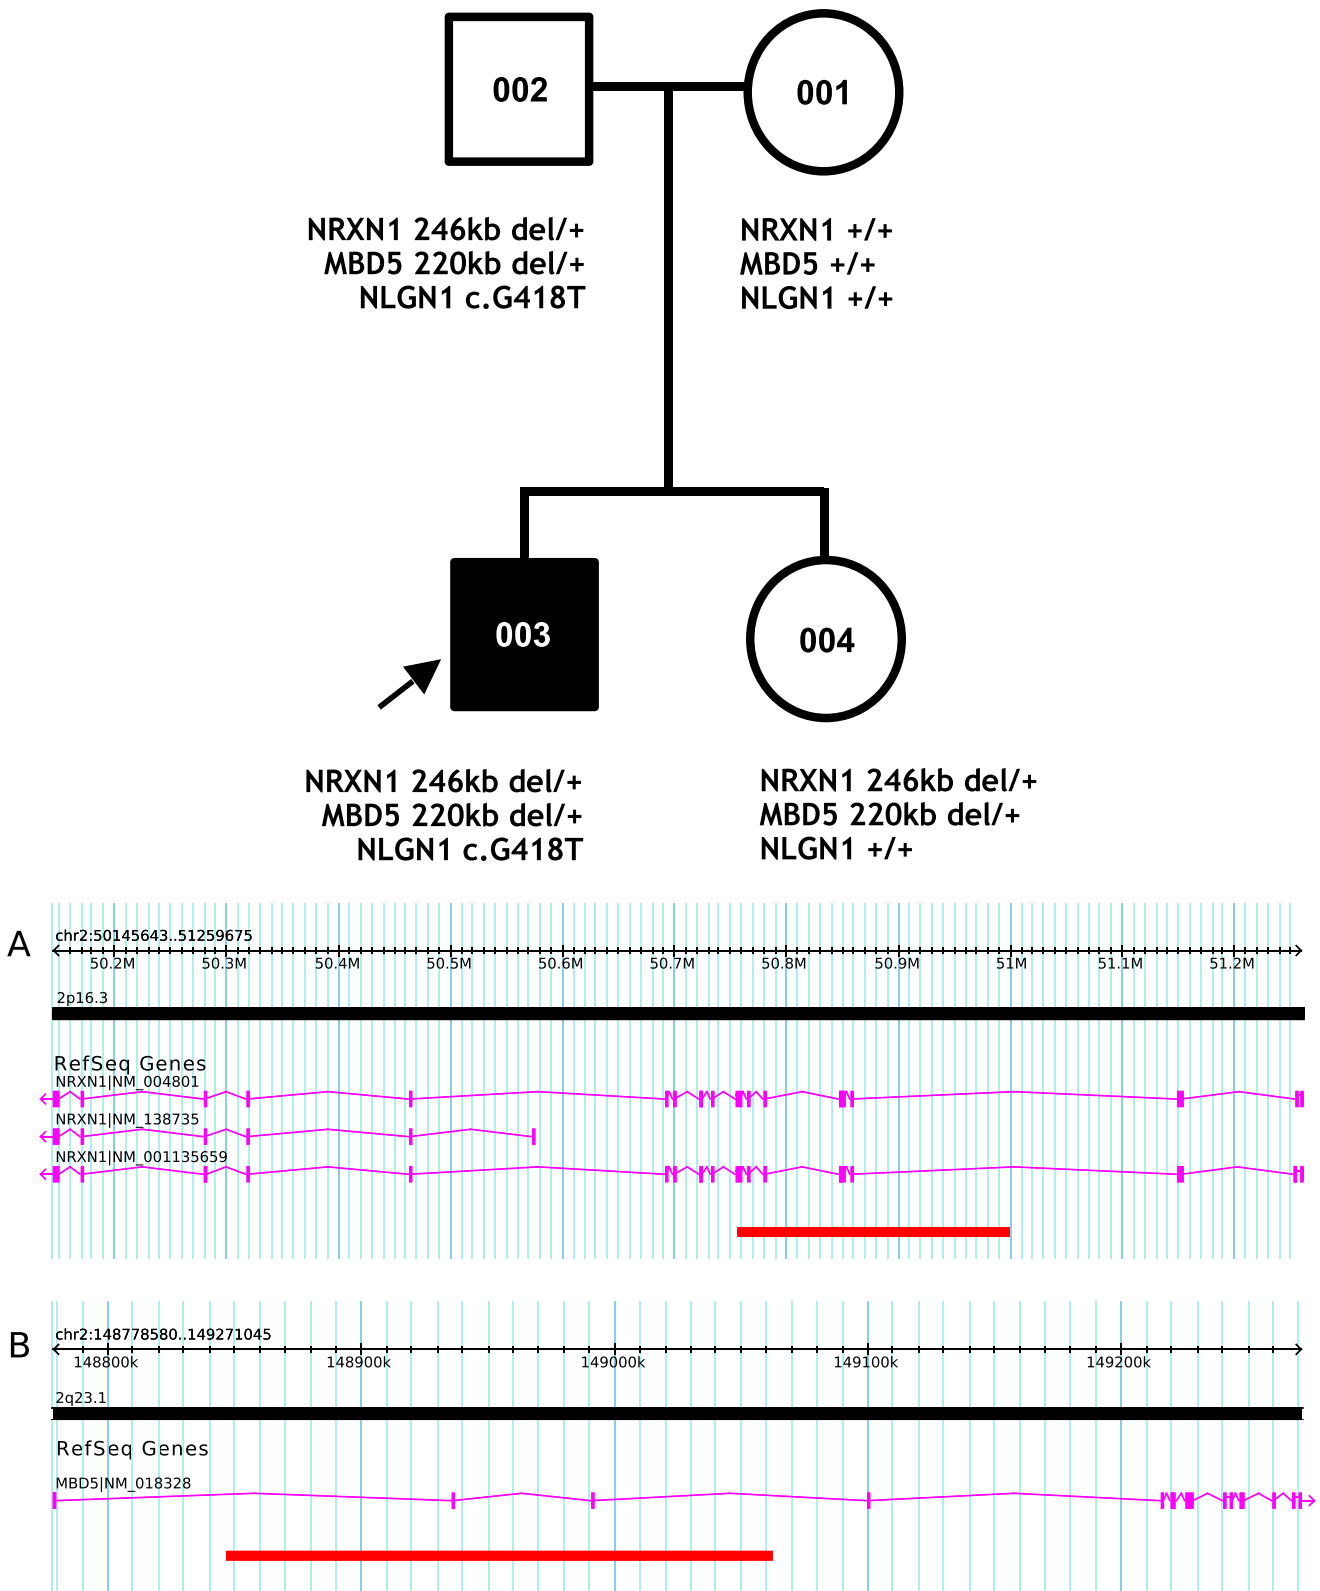 002
001
NRXN1 246kb del/+
MBD5 220kb del/+
NLGN1 c.G418T
NRXN1 +/+
MBD5 +/+
NLGN1 +/+
003
004
NRXN1 246kb del/+
MBD5 220kb del/+
NLGN1 c.G418T
NRXN1 246kb del/+
MBD5 220kb del/+
NLGN1 +/+
A
chr2:50145643..51259675
50.2M 50.3M 50.4M 50.5M 50.6M 50.7M 50.8M 50.9M 51M 51.1M 51.2M
2p16.3
RefSeq Genes
NRXN1|NM_004801
NRXN1|NM_138735
NRXN1|NM_001135659
B
chr2:148778580..149271045
148800k 148900k 149000k 149100k 149200k
2q23.1
RefSeq Genes
MBD5|NM_018328